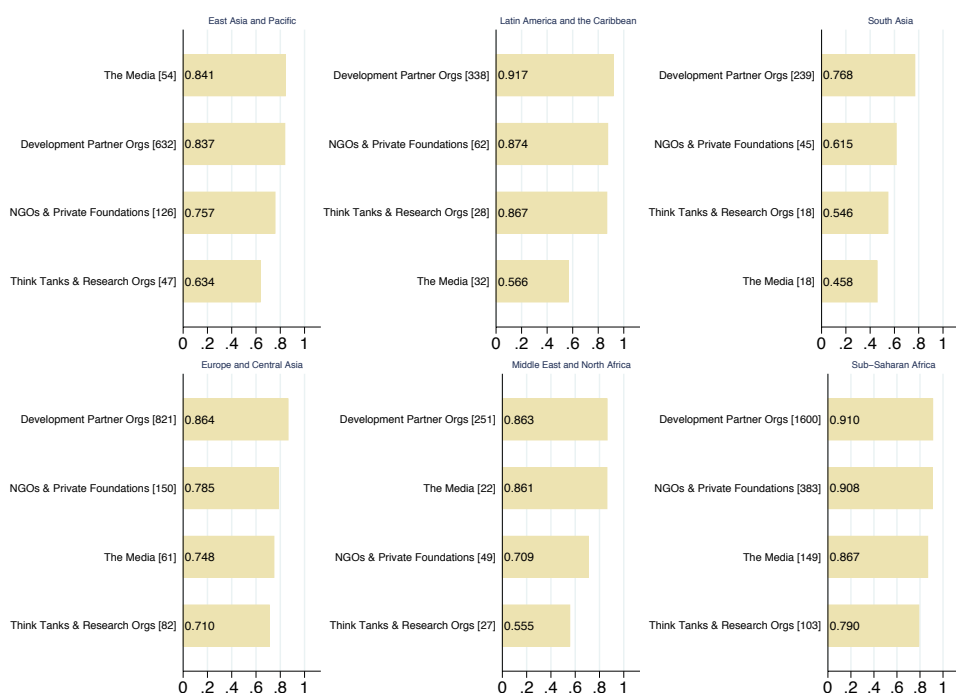 East Asia and Pacific
The Media [54] 0.841
Development Partner Orgs [632] 0.837
NGOs & Private Foundations [126] 0.757
Think Tanks & Research Orgs [47] 0.634
0 .2 .4 .6 .8 1
Latin America and the Caribbean
Development Partner Orgs [338] 0.917
NGOs & Private Foundations [62] 0.874
Think Tanks & Research Orgs [28] 0.867
The Media [32] 0.566
0 .2 .4 .6 .8 1
South Asia
Development Partner Orgs [239] 0.768
NGOs & Private Foundations [45] 0.615
Think Tanks & Research Orgs [18] 0.546
The Media [18] 0.458
0 .2 .4 .6 .8 1
Europe and Central Asia
Development Partner Orgs [821] 0.864
NGOs & Private Foundations [150] 0.785
The Media [61] 0.748
Think Tanks & Research Orgs [82] 0.710
0 .2 .4 .6 .8 1
Middle East and North Africa
Development Partner Orgs [251] 0.863
The Media [22] 0.861
NGOs & Private Foundations [49] 0.709
Think Tanks & Research Orgs [27] 0.555
0 .2 .4 .6 .8 1
Sub−Saharan Africa
Development Partner Orgs [1600] 0.910
NGOs & Private Foundations [383] 0.908
The Media [149] 0.867
Think Tanks & Research Orgs [103] 0.790
0 .2 .4 .6 .8 1